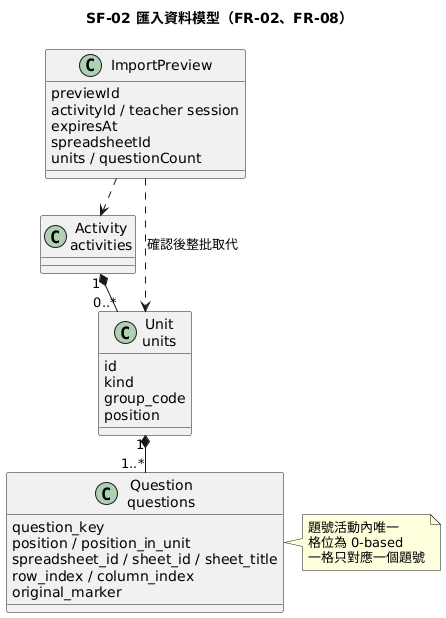 SF-02 匯入資料模型（FR-02、FR-08）
C ImportPreview
previewId
activityId / teacher session
expiresAt
spreadsheetId
units / questionCount
C Activity
activities
確認後整批取代
1
0..*
C Unit
units
id
kind
group_code
position
1
1..*
C Question
questions
question_key
position / position_in_unit
spreadsheet_id / sheet_id / sheet_title
row_index / column_index
original_marker
題號活動內唯一
格位為 0-based
一格只對應一個題號